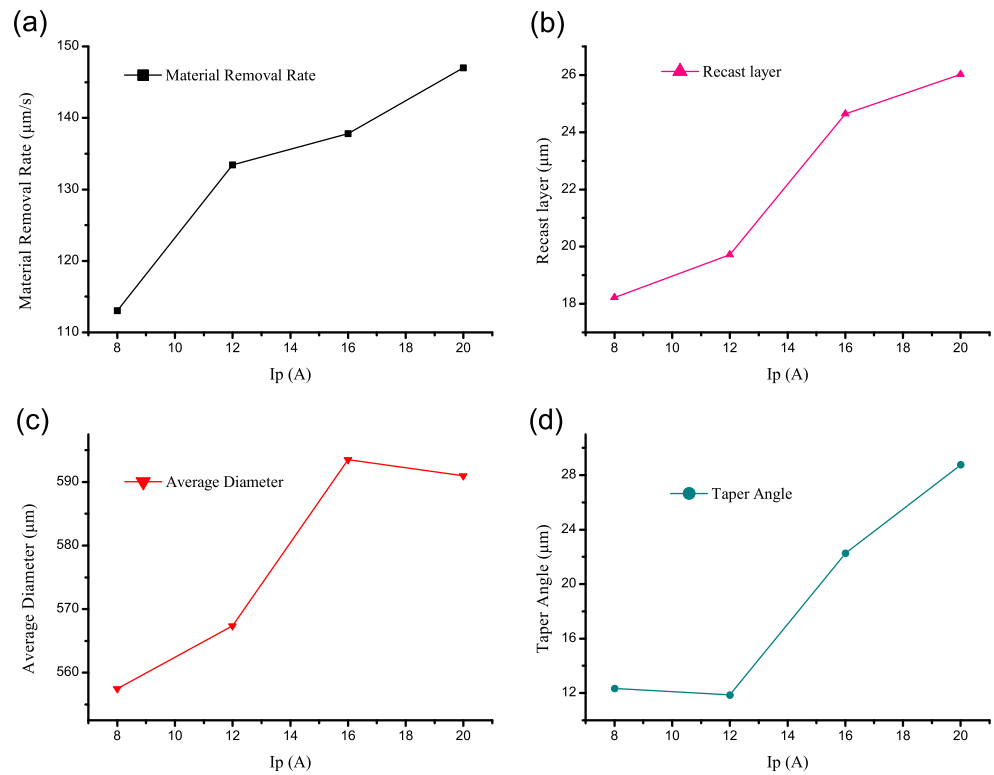 (a)
150
140
130
120
110
Material Removal Rate (μm/s)
Material Removal Rate
8 10 12 14 16 18 20
Ip (A)
(b)
26
24
22
20
18
Recast layer (μm)
Recast layer
8 10 12 14 16 18 20
Ip (A)
(c)
590
580
570
560
Average Diameter (μm)
Average Diameter
8 10 12 14 16 18 20
Ip (A)
(d)
28
24
20
16
12
Taper Angle (μm)
Taper Angle
8 10 12 14 16 18 20
Ip (A)